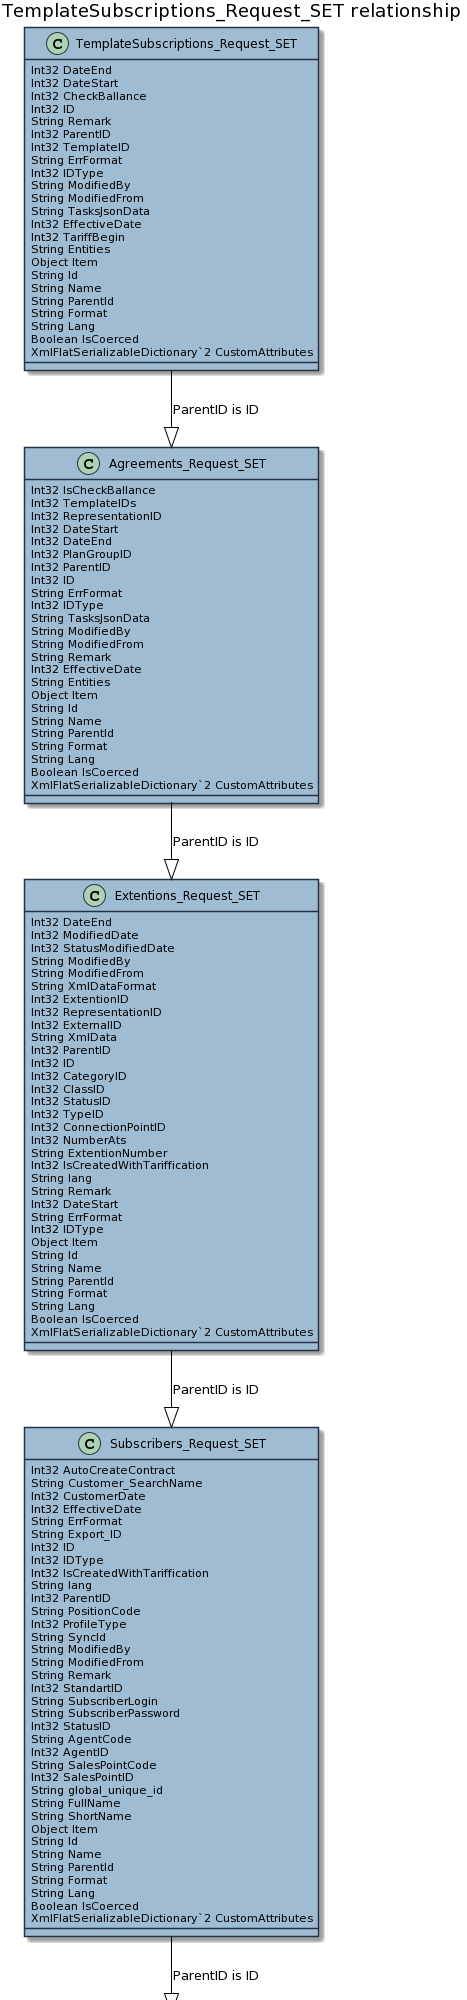 TemplateSubscriptions_Request_SET relationship
C TemplateSubscriptions_Request_SET
Int32 DateEnd
Int32 DateStart
Int32 CheckBallance
Int32 ID
String Remark
Int32 ParentID
Int32 TemplateID
String ErrFormat
Int32 IDType
String ModifiedBy
String ModifiedFrom
String TasksJsonData
Int32 EffectiveDate
Int32 TariffBegin
String Entities
Object Item
String Id
String Name
String ParentId
String Format
String Lang
Boolean IsCoerced
XmlFlatSerializableDictionary`2 CustomAttributes
ParentID is ID
C Agreements_Request_SET
Int32 IsCheckBallance
Int32 TemplateIDs
Int32 RepresentationID
Int32 DateStart
Int32 DateEnd
Int32 PlanGroupID
Int32 ParentID
Int32 ID
String ErrFormat
Int32 IDType
String TasksJsonData
String ModifiedBy
String ModifiedFrom
String Remark
Int32 EffectiveDate
String Entities
Object Item
String Id
String Name
String ParentId
String Format
String Lang
Boolean IsCoerced
XmlFlatSerializableDictionary`2 CustomAttributes
ParentID is ID
C Extentions_Request_SET
Int32 DateEnd
Int32 ModifiedDate
Int32 StatusModifiedDate
String ModifiedBy
String ModifiedFrom
String XmlDataFormat
Int32 ExtentionID
Int32 RepresentationID
Int32 ExternalID
String XmlData
Int32 ParentID
Int32 ID
Int32 CategoryID
Int32 ClassID
Int32 StatusID
Int32 TypeID
Int32 ConnectionPointID
Int32 NumberAts
String ExtentionNumber
Int32 IsCreatedWithTariffication
String lang
String Remark
Int32 DateStart
String ErrFormat
Int32 IDType
Object Item
String Id
String Name
String ParentId
String Format
String Lang
Boolean IsCoerced
XmlFlatSerializableDictionary`2 CustomAttributes
ParentID is ID
C Subscribers_Request_SET
Int32 AutoCreateContract
String Customer_SearchName
Int32 CustomerDate
Int32 EffectiveDate
String ErrFormat
String Export_ID
Int32 ID
Int32 IDType
Int32 IsCreatedWithTariffication
String lang
Int32 ParentID
String PositionCode
Int32 ProfileType
String SyncId
String ModifiedBy
String ModifiedFrom
String Remark
Int32 StandartID
String SubscriberLogin
String SubscriberPassword
Int32 StatusID
String AgentCode
Int32 AgentID
String SalesPointCode
Int32 SalesPointID
String global_unique_id
String FullName
String ShortName
Object Item
String Id
String Name
String ParentId
String Format
String Lang
Boolean IsCoerced
XmlFlatSerializableDictionary`2 CustomAttributes
ParentID is ID